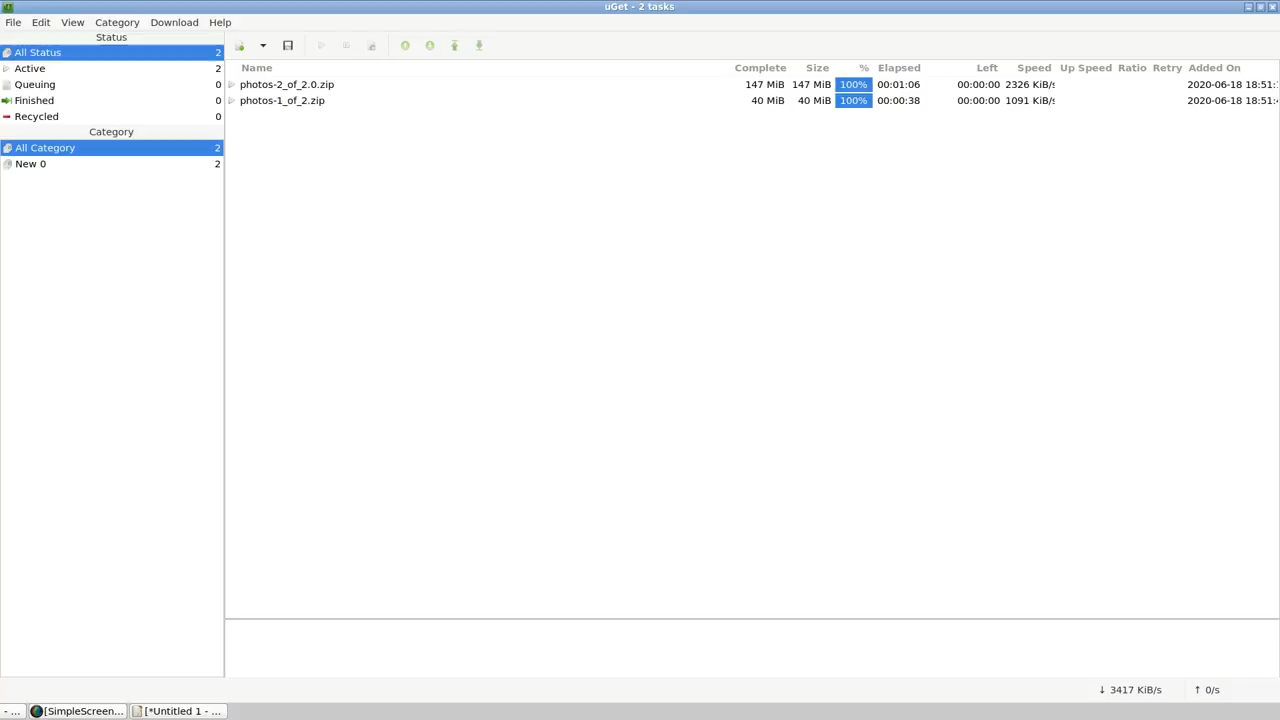 uGet - 2 tasks
File Edit View Category Download Help
Status
All Status 2
Active 2
Queuing 0
Finished 0
Recycled 0
Category
All Category 2
New 0 2
Name Complete Size % Elapsed Left Speed Up Speed Ratio Retry Added On
photos-2_of_2.0.zip 147 MiB 147 MiB 100% 00:01:06 00:00:00 2326 KiB/s 2020-06-18 18:51:
photos-1_of_2.zip 40 MiB 40 MiB 100% 00:00:38 00:00:00 1091 KiB/s 2020-06-18 18:51:
↓ 3417 KiB/s ↑ 0/s
- ... [SimpleScreen... [*Untitled 1 - ...